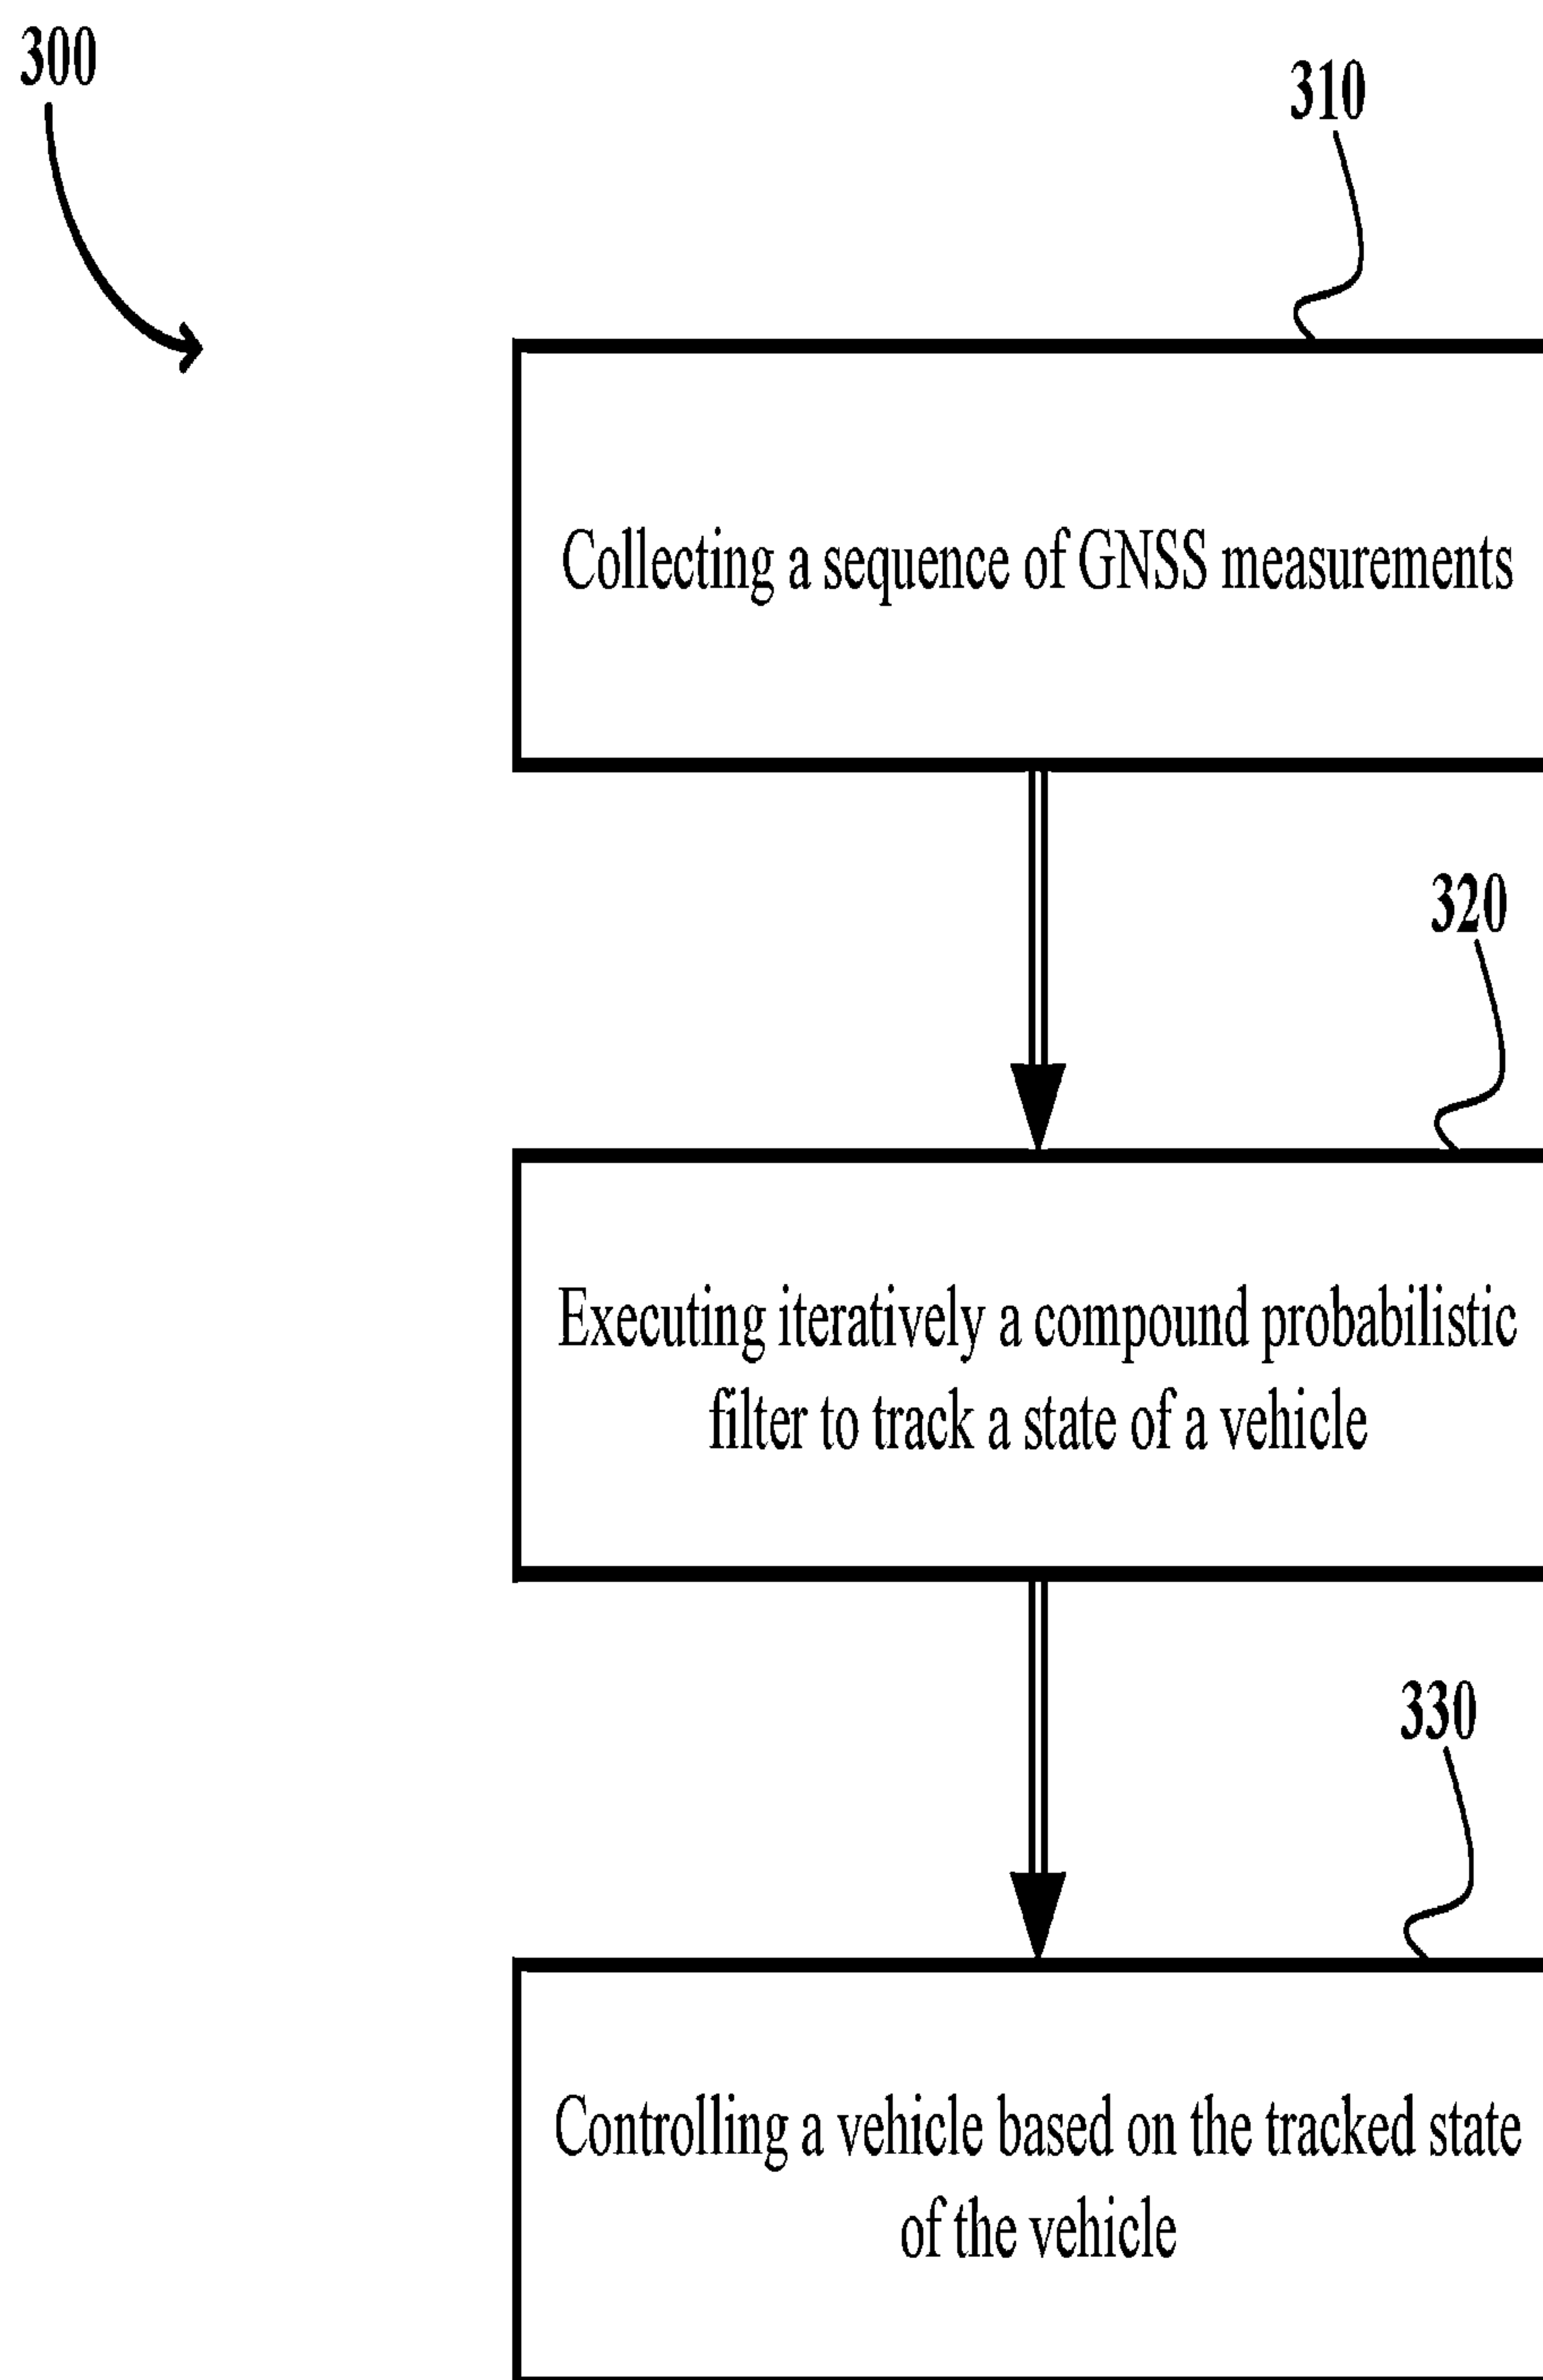 300
310
Collecting a sequence of GNSS measurements
320
Executing iteratively a compound probabilistic
filter to track a state of a vehicle
330
Controlling a vehicle based on the tracked state
of the vehicle